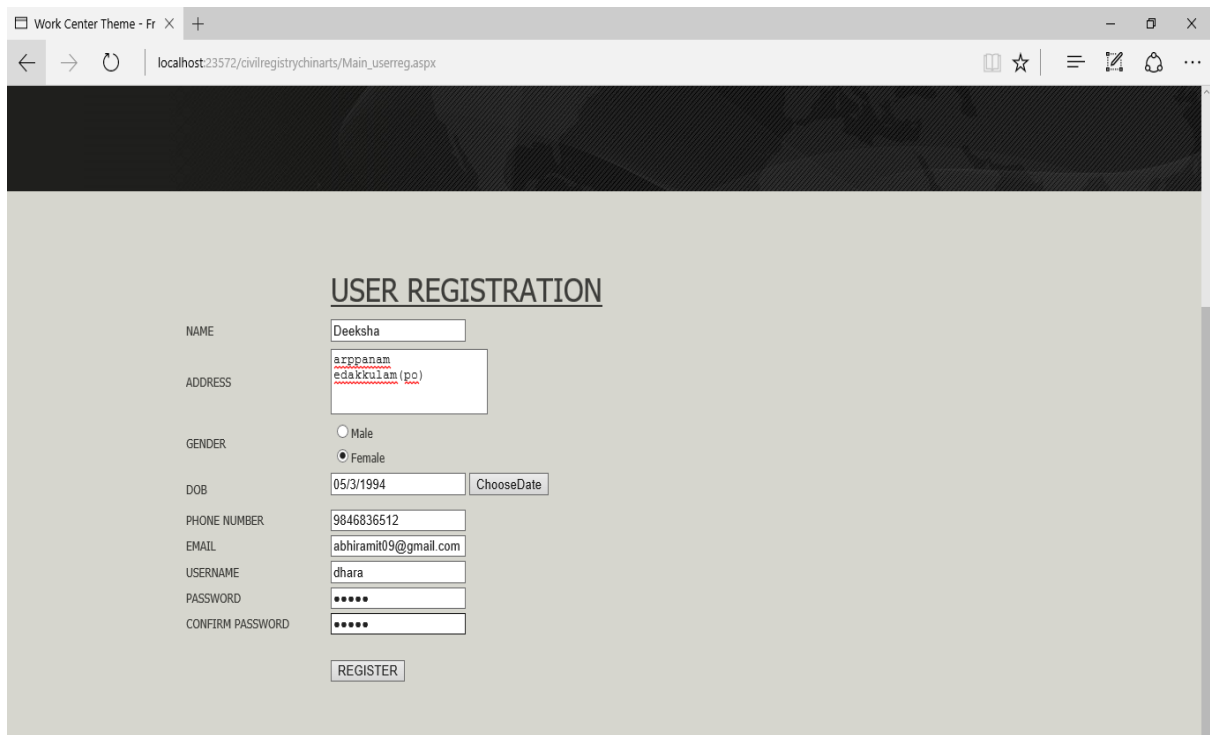 Work Center Theme - Fr
localhost:23572/civilregistrychinarts/Main_userreg.aspx
USER REGISTRATION
NAME Deeksha
ADDRESS arppanam
edakkulam(po)
GENDER Male
Female
DOB 05/3/1994 ChooseDate
PHONE NUMBER 9846836512
EMAIL abhiramit09@gmail.com
USERNAME dhara
PASSWORD •••••
CONFIRM PASSWORD •••••
REGISTER